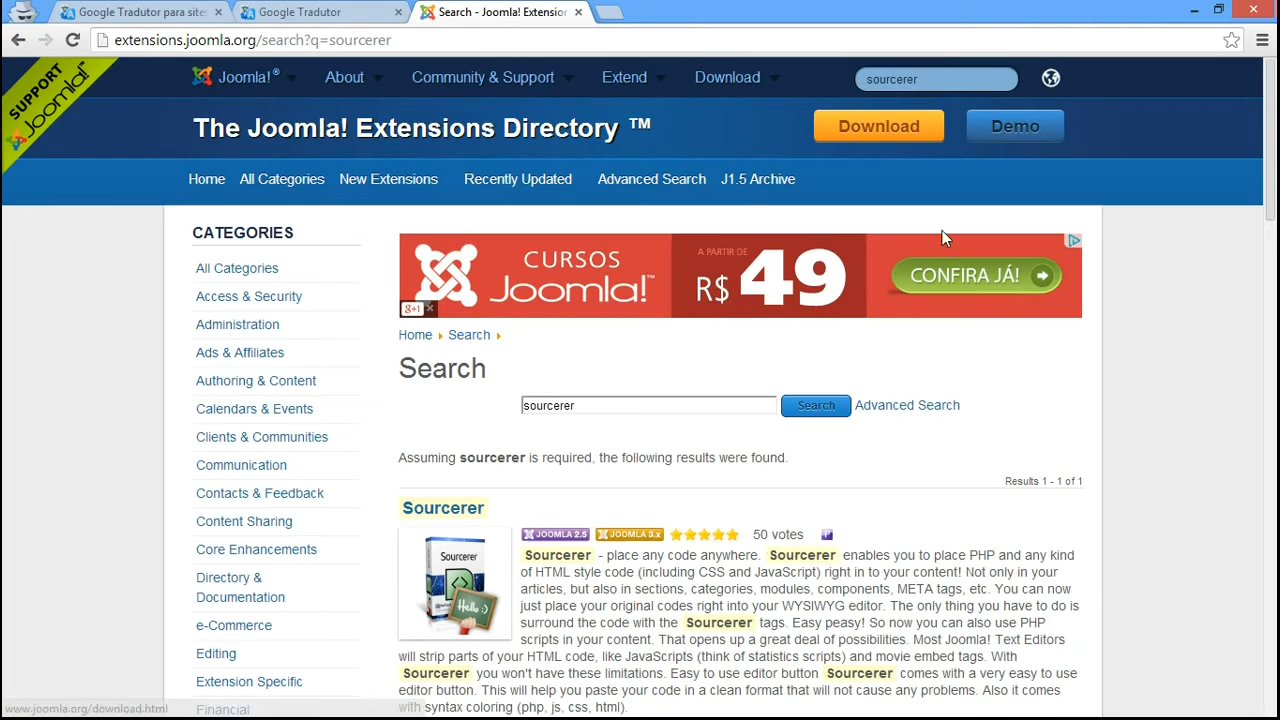 Google Tradutor para site
Google Tradutor
Search - Joomla! Extension
extensions.joomla.org/search?q=sourcerer
SUPPORT Joomla!
Joomla!®
About
Community & Support
Extend
Download
sourcerer
The Joomla! Extensions Directory ™
Download
Demo
Home
All Categories
New Extensions
Recently Updated
Advanced Search
J1.5 Archive
CATEGORIES
All Categories
Access & Security
Administration
Ads & Affiliates
Authoring & Content
Calendars & Events
Clients & Communities
Communication
Contacts & Feedback
Content Sharing
Core Enhancements
Directory &
Documentation
e-Commerce
Editing
Extension Specific
Financial
CURSOS
Joomla!™
A PARTIR DE
R$ 49
CONFIRA JÁ!
g+1
Home
Search
Search
sourcerer
Search
Advanced Search
Assuming sourcerer is required, the following results were found.
Results 1 - 1 of 1
Sourcerer
Sourcerer
Hello :)
JOOMLA 2.5
JOOMLA 3.x
50 votes
P
Sourcerer - place any code anywhere. Sourcerer enables you to place PHP and any kind
of HTML style code (including CSS and JavaScript) right in to your content! Not only in your
articles, but also in sections, categories, modules, components, META tags, etc. You can now
just place your original codes right into your WYSIWYG editor. The only thing you have to do is
surround the code with the Sourcerer tags. Easy peasy! So now you can also use PHP
scripts in your content. That opens up a great deal of possibilities. Most Joomla! Text Editors
will strip parts of your HTML code, like JavaScripts (think of statistics scripts) and movie embed tags. With
Sourcerer you won't have these limitations. Easy to use editor button Sourcerer comes with a very easy to use
editor button. This will help you paste your code in a clean format that will not cause any problems. Also it comes
with syntax coloring (php, js, css, html).
www.joomla.org/download.html